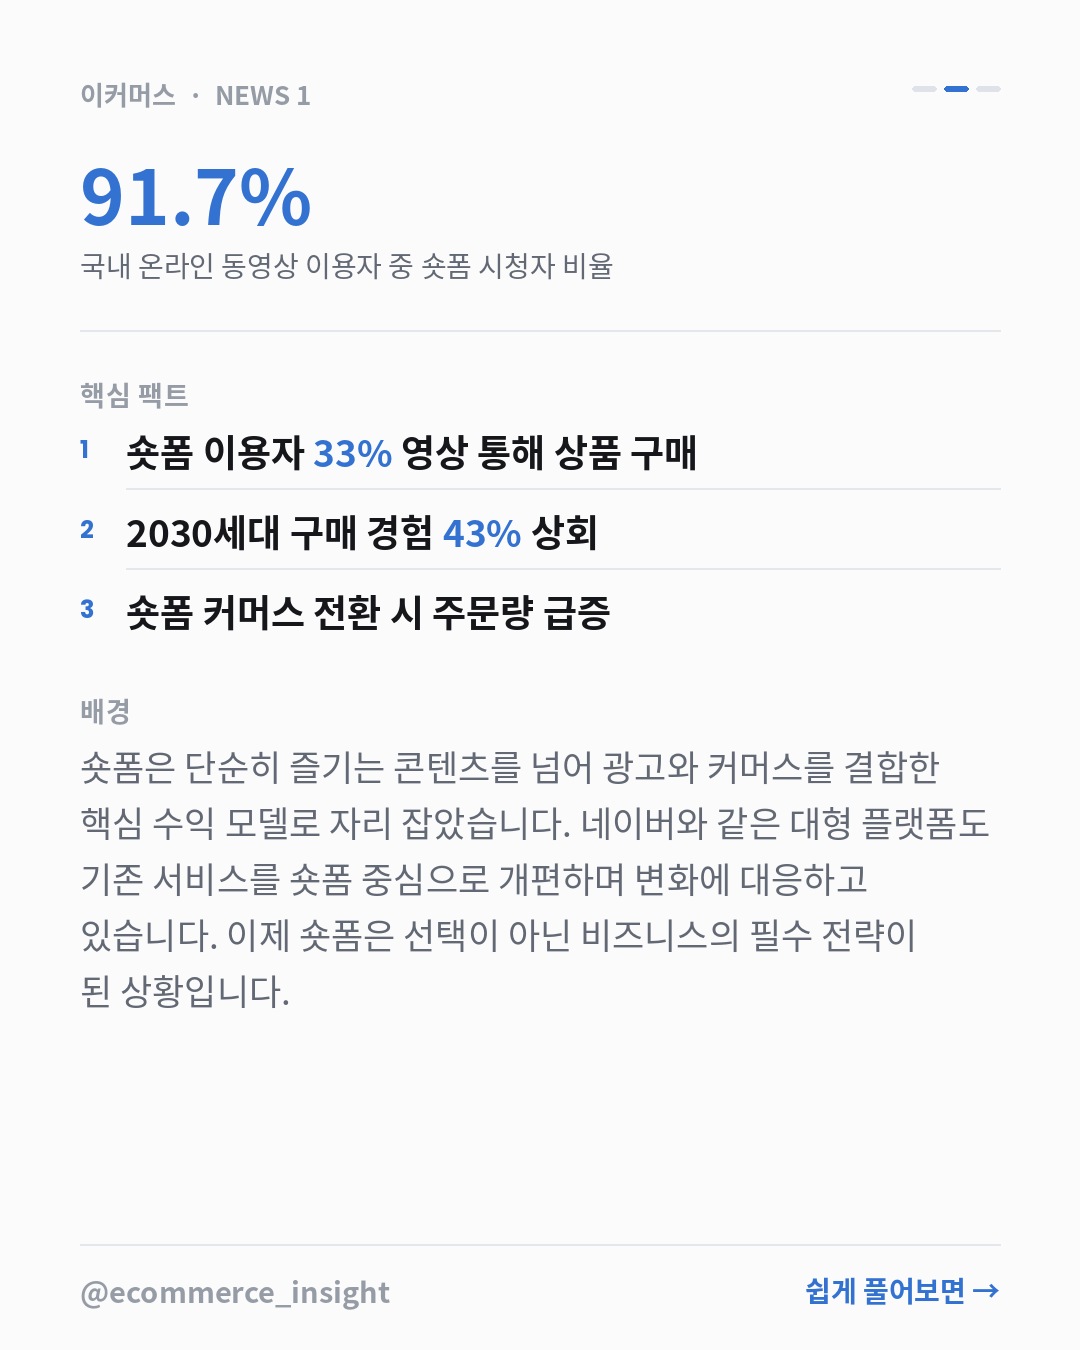 이커머스 · NEWS 1
91.7%
국내 온라인 동영상 이용자 중 숏폼 시청자 비율
핵심 팩트
1 숏폼 이용자 33% 영상 통해 상품 구매
2 2030세대 구매 경험 43% 상회
3 숏폼 커머스 전환 시 주문량 급증
배경
숏폼은 단순히 즐기는 콘텐츠를 넘어 광고와 커머스를 결합한
핵심 수익 모델로 자리 잡았습니다. 네이버와 같은 대형 플랫폼도
기존 서비스를 숏폼 중심으로 개편하며 변화에 대응하고
있습니다. 이제 숏폼은 선택이 아닌 비즈니스의 필수 전략이
된 상황입니다.
@ecommerce_insight
쉽게 풀어보면 →